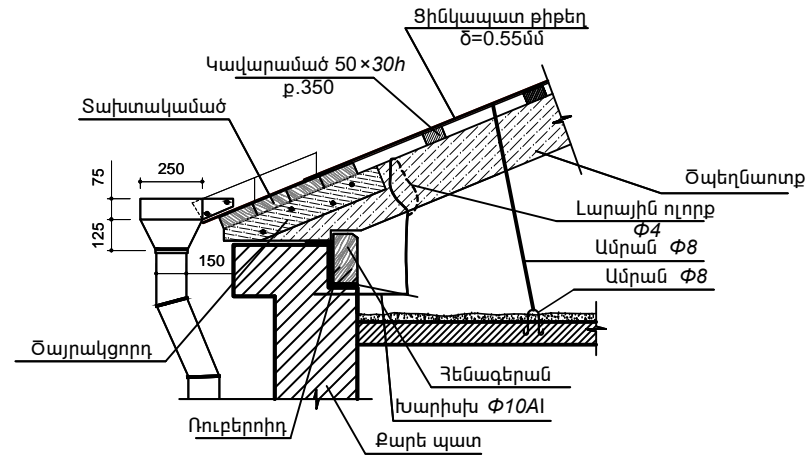 Ցինկապատ թիթեղ
δ=0.55մմ
Կավարամած 50×30h
ք.350
Տախտակամած
250
75
125
150
Ծպեղնաոտք
Լարային ոլորք
Φ4
Ամրան Φ8
Ամրան Φ8
Ծայրակցորդ
Հենագերան
Խարիսխ Φ10AI
Ռուբերոիդ
Քարե պատ